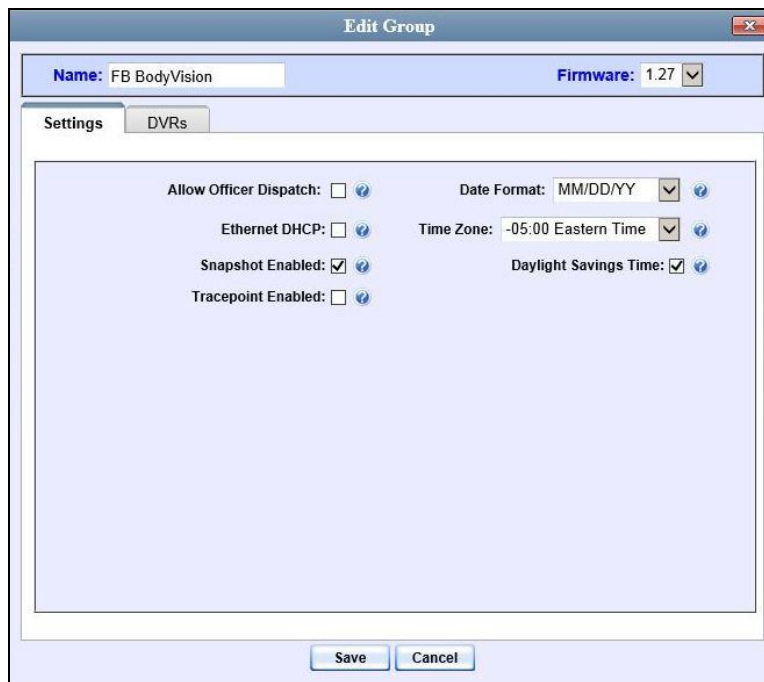 Edit Group
Name: FB BodyVision Firmware: 1.27
Settings DVRs
Allow Officer Dispatch: Date Format: MM/DD/YY
Ethernet DHCP: Time Zone: -05:00 Eastern Time
Snapshot Enabled: Daylight Savings Time:
Tracepoint Enabled:
Save Cancel